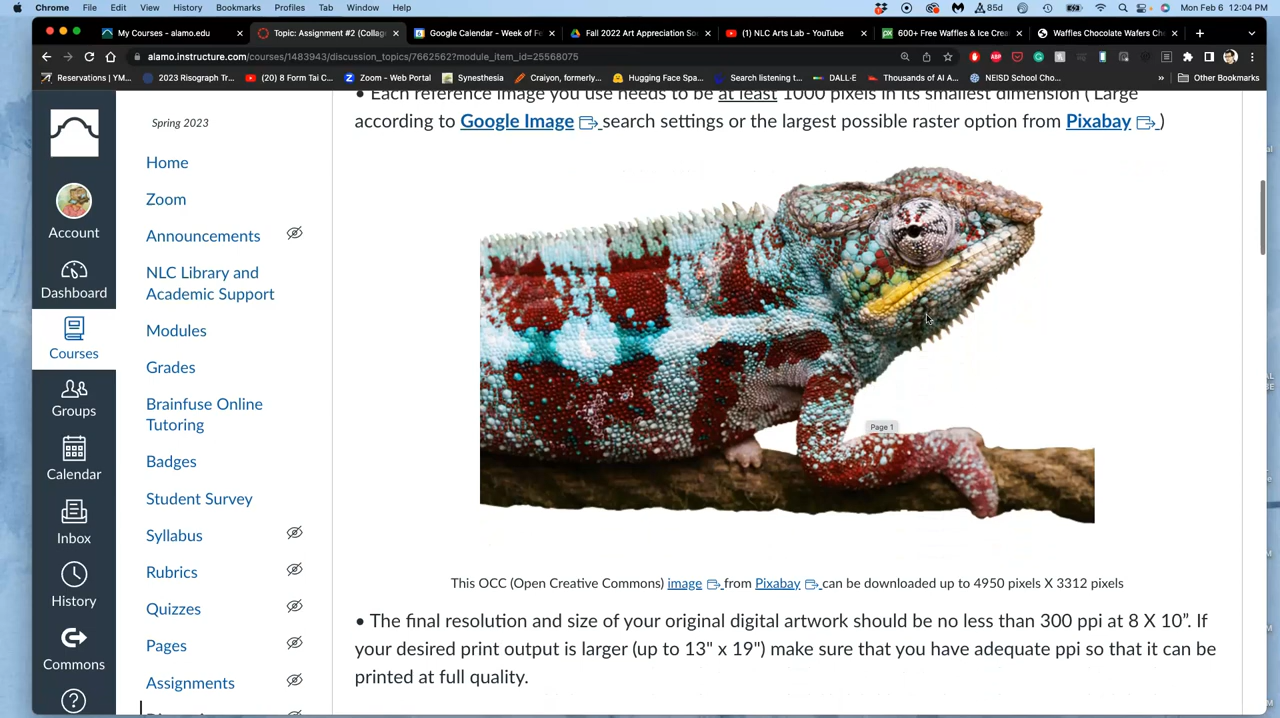 Chrome File Edit View History Bookmarks Profiles Tab Window Help 85d Mon Feb 6 12:04 PM
My Courses - alamo.edu Topic: Assignment #2 (Collag Google Calendar - Week of Fe Fall 2022 Art Appreciation So (1) NLC Arts Lab - YouTube 600+ Free Waffles & Ice Crea Waffles Chocolate Wafers Che
alamo.instructure.com/courses/1483943/discussion_topics/7662562?module_item_id=25568075
Reservations | YM... 2023 Risograph Tr... (20) 8 Form Tai C... Zoom - Web Portal Synesthesia Craiyon, formerly... Hugging Face Spa... Search listening t... DALL·E Thousands of AI A... NEISD School Cho... » Other Bookmarks
Spring 2023
Home
Zoom
Announcements
NLC Library and
Academic Support
Modules
Grades
Brainfuse Online
Tutoring
Badges
Student Survey
Syllabus
Rubrics
Quizzes
Pages
Assignments
Account
Dashboard
Courses
Groups
Calendar
Inbox
History
Commons
• Each reference image you use needs to be at least 1000 pixels in its smallest dimension ( Large
according to Google Image search settings or the largest possible raster option from Pixabay )
Page 1
This OCC (Open Creative Commons) image from Pixabay can be downloaded up to 4950 pixels X 3312 pixels
• The final resolution and size of your original digital artwork should be no less than 300 ppi at 8 X 10”. If
your desired print output is larger (up to 13" x 19") make sure that you have adequate ppi so that it can be
printed at full quality.